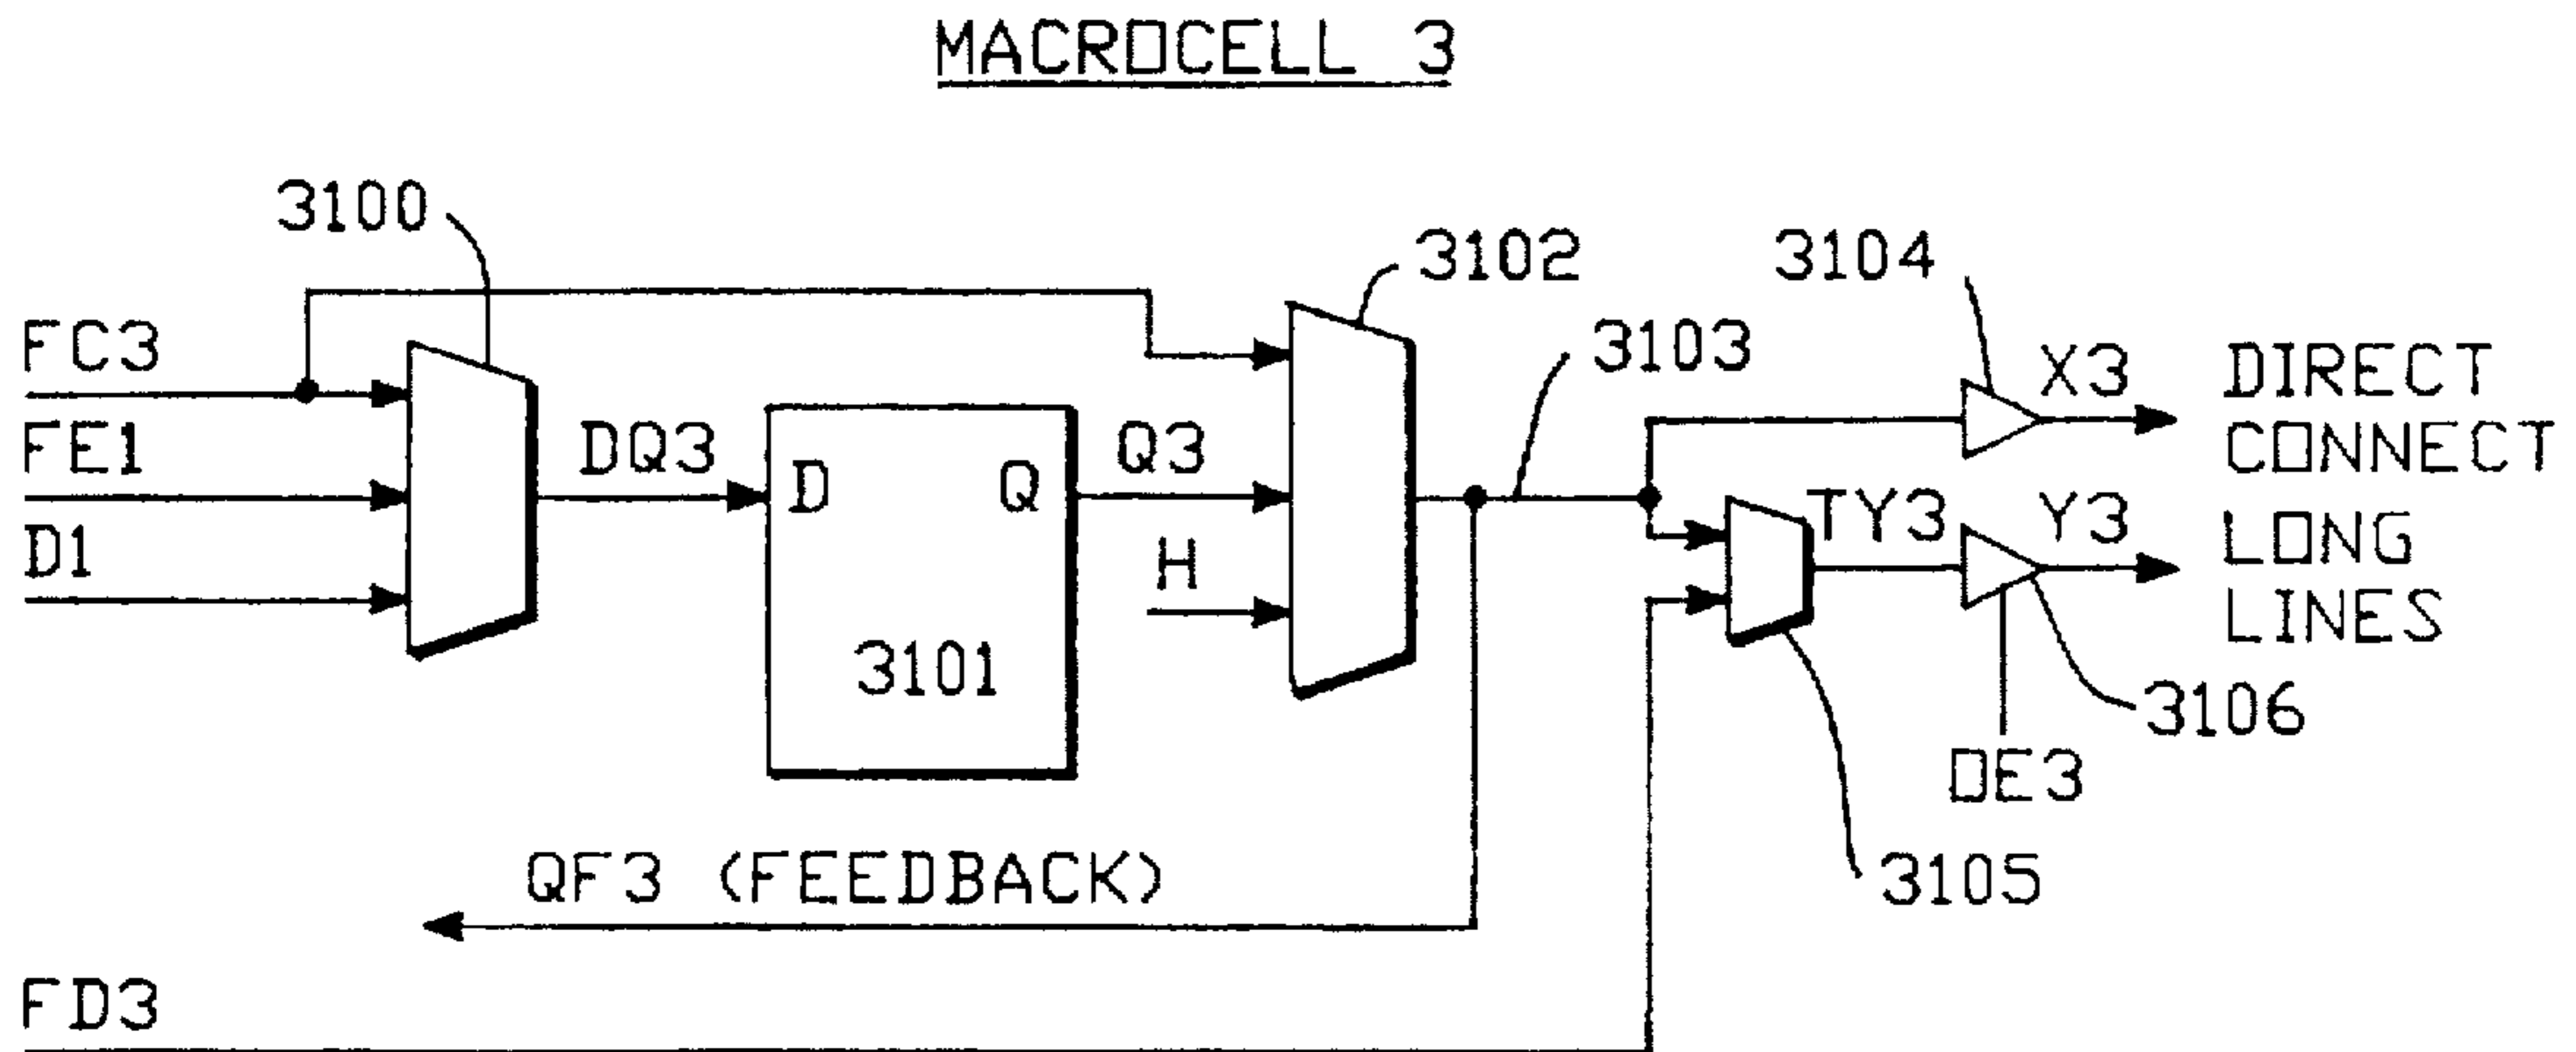 MACROCELL 3
3100
3102
3104
FC3
3103
X3
DIRECT
CONNECT
FE1
DQ3
D
Q
Q3
TY3
Y3
LONG
LINES
D1
H
3101
3106
OE3
QF3 (FEEDBACK)
3105
FD3